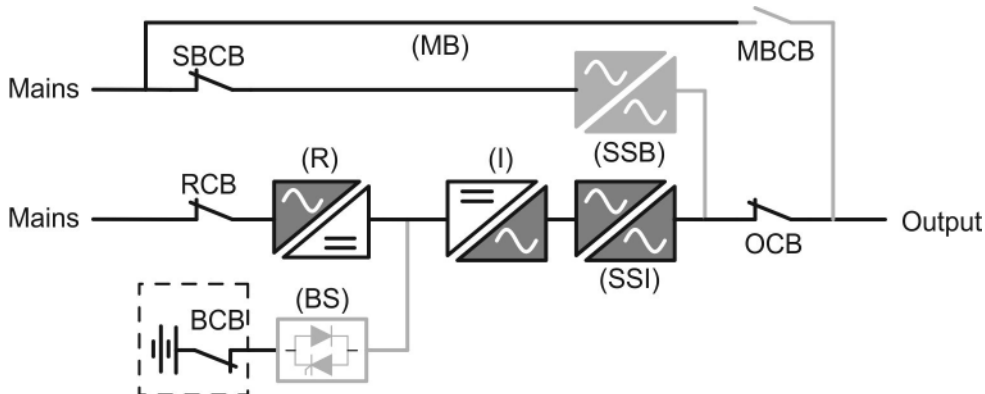 (MB)
MBCB
SBCB
Mains
(SSB)
(R)
(I)
RCB
Mains
Output
OCB
(SSI)
(BS)
BCB